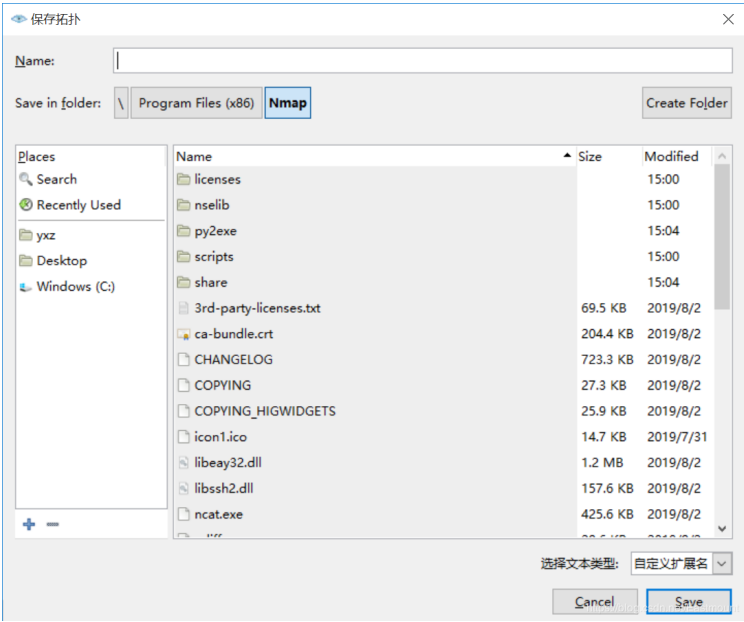 保存拓扑
Name:
Save in folder: \ Program Files (x86) Nmap Create Folder
Places Name Size Modified
Search licenses 15:00
Recently Used nselib 15:00
yxz py2exe 15:04
Desktop scripts 15:00
Windows (C:) share 15:04
3rd-party-licenses.txt 69.5 KB 2019/8/2
ca-bundle.crt 204.4 KB 2019/8/2
CHANGELOG 723.3 KB 2019/8/2
COPYING 27.3 KB 2019/8/2
COPYING_HIGWIDGETS 25.9 KB 2019/8/2
icon1.ico 14.7 KB 2019/7/31
libeay32.dll 1.2 MB 2019/8/2
libssh2.dll 157.6 KB 2019/8/2
ncat.exe 425.6 KB 2019/8/2
选择文本类型: 自定义扩展名
Cancel Save